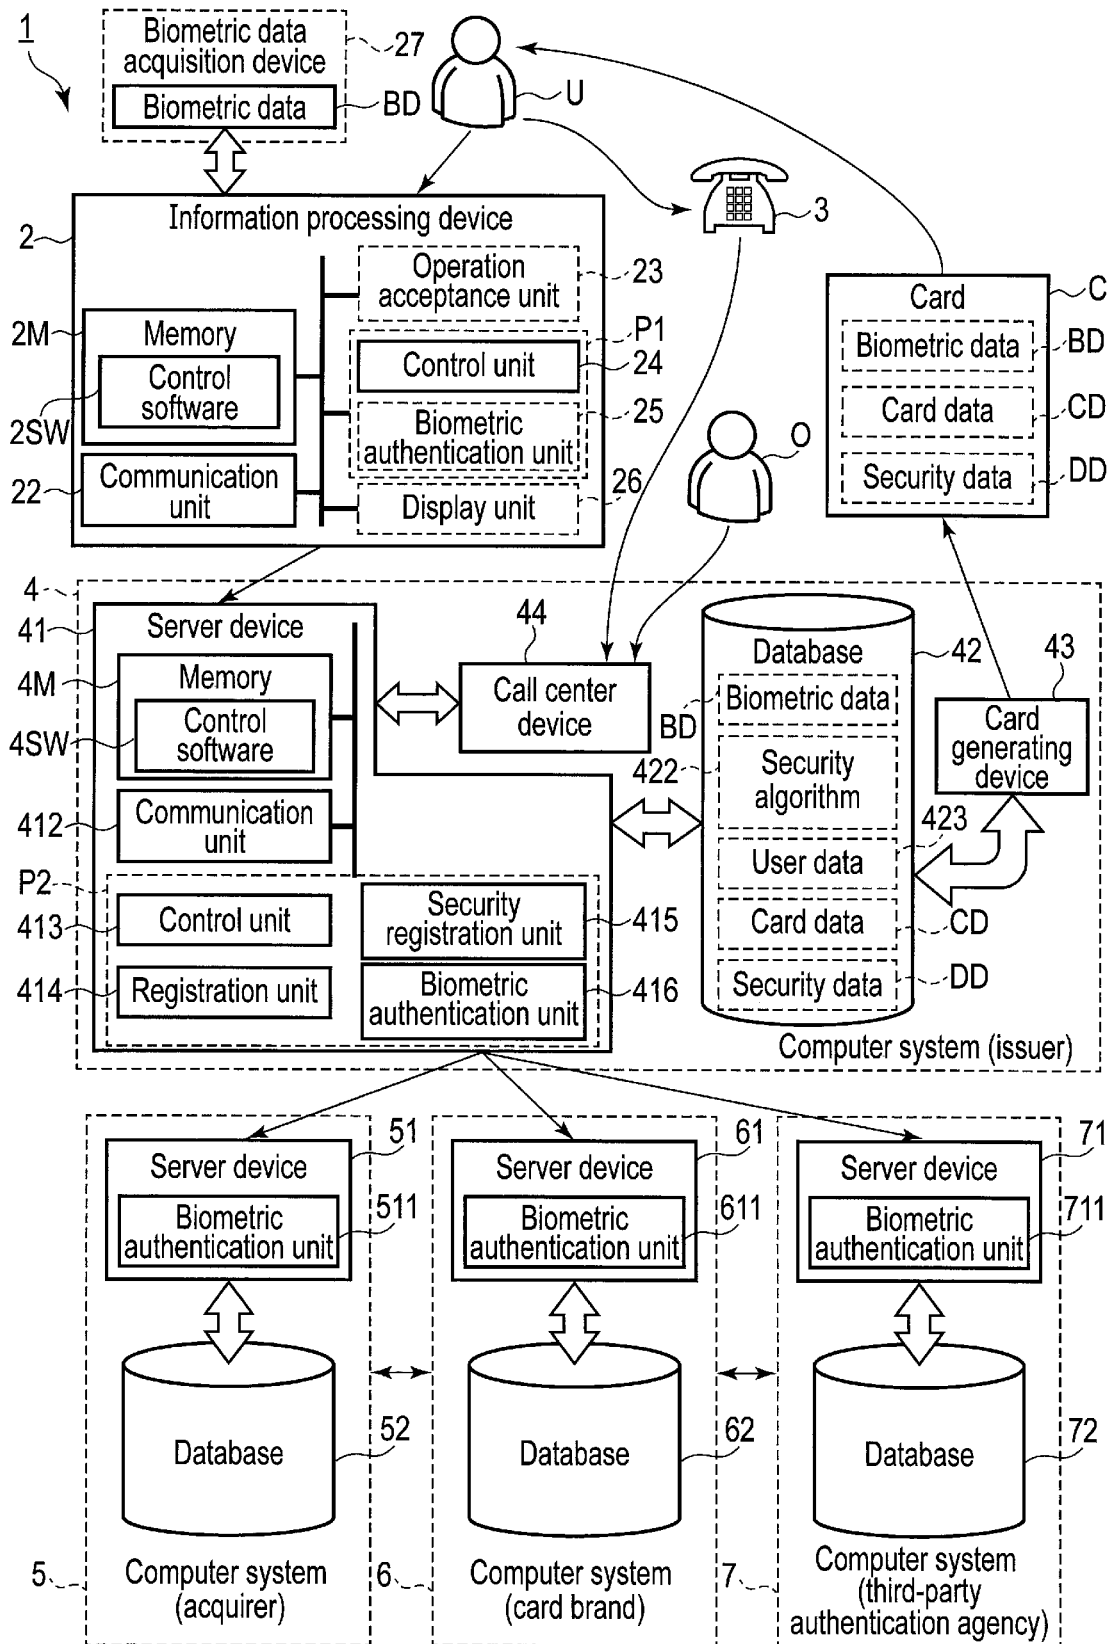 1
Biometric data
acquisition device
27
Biometric data
BD
U
3
Information processing device
2
Operation
acceptance unit
23
2M
Memory
Control
software
2SW
P1
Control unit
24
Biometric
authentication unit
25
22
Communication
unit
Display unit
26
Card
C
Biometric data
BD
Card data
CD
Security data
DD
O
4
41
Server device
4M
Memory
Control
software
4SW
412
Communication
unit
P2
413
Control unit
414
Registration unit
Security
registration unit
415
Biometric
authentication unit
416
44
Call center
device
Database
42
Biometric data
BD
422
Security
algorithm
423
User data
Card data
CD
Security data
DD
43
Card
generating
device
Computer system (issuer)
51
Server device
Biometric
authentication unit
511
Database
52
5
Computer system
(acquirer)
61
Server device
Biometric
authentication unit
611
Database
62
6
Computer system
(card brand)
71
Server device
Biometric
authentication unit
711
Database
72
7
Computer system
(third-party
authentication agency)